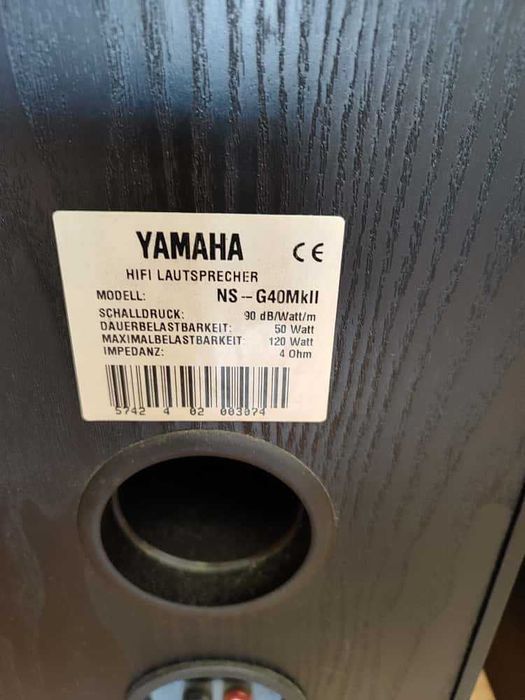 YAMAHA CE
HIFI LAUTSPRECHER
MODELL: NS-G40MkII
SCHALLDRUCK: 90 dB/Watt/m
DAUERBELASTBARKEIT: 50 Watt
MAXIMALBELASTBARKEIT: 120 Watt
IMPEDANZ: 4 Ohm
5742 4 02 003074